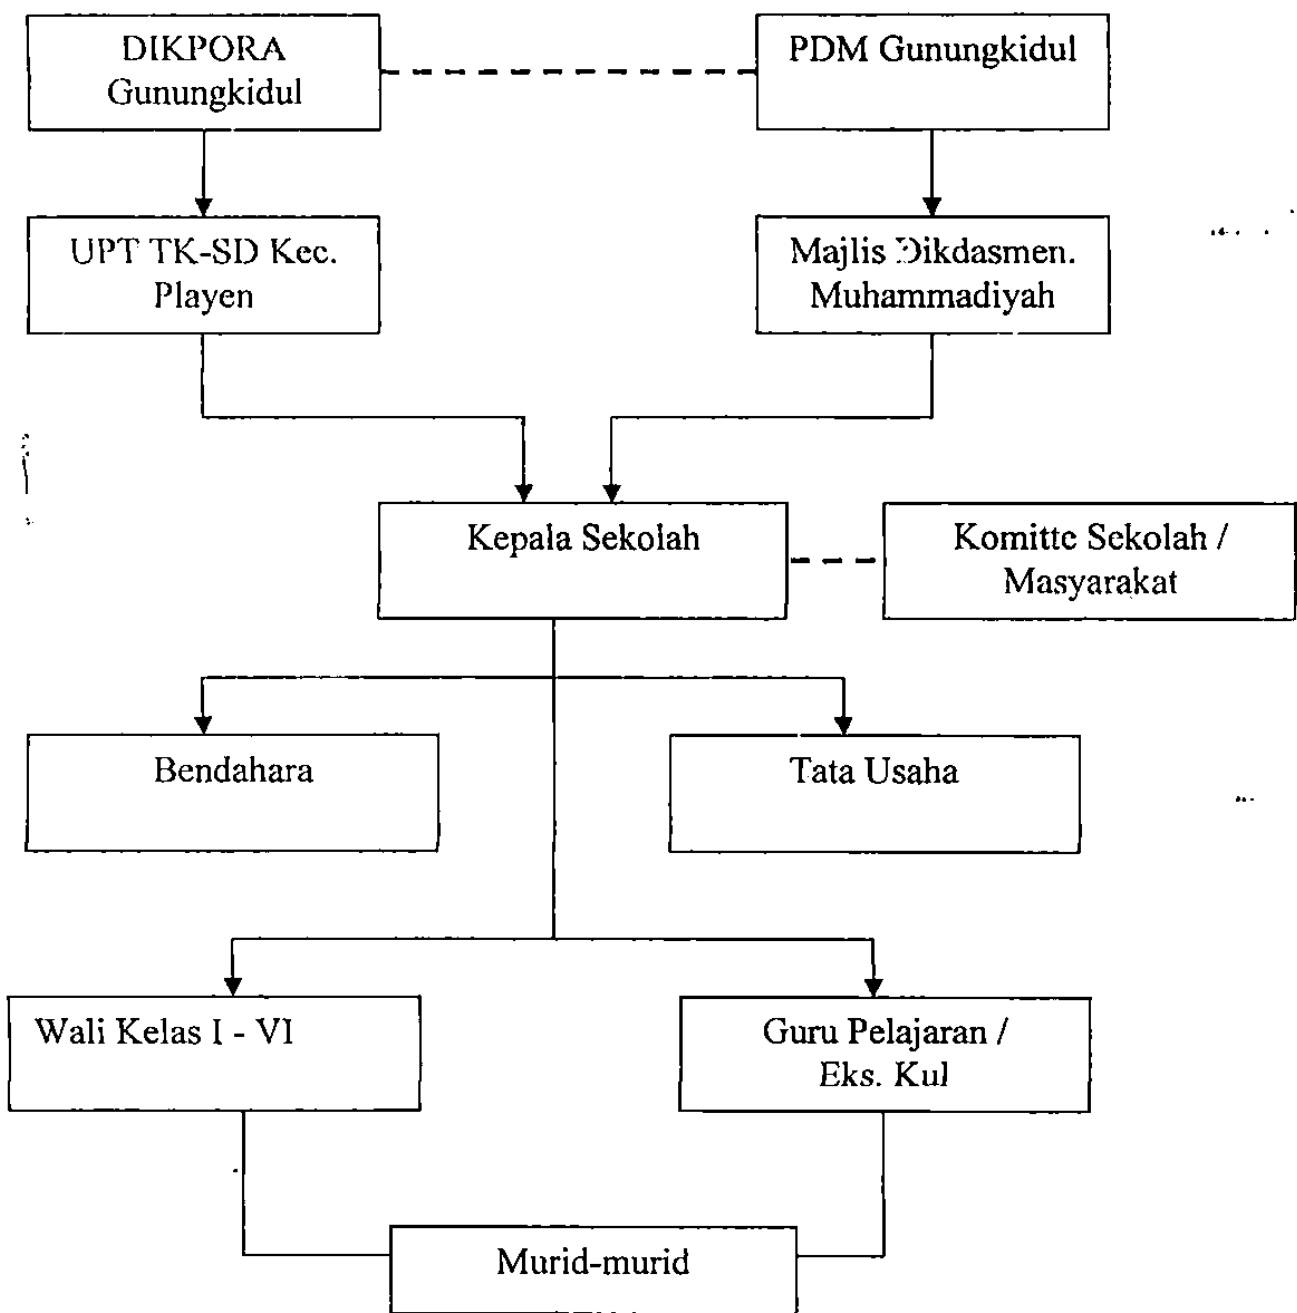 DIKPORA
Gunungkidul
PDM Gunungkidul
UPT TK-SD Kec.
Playen
Majlis Dikdasmen.
Muhammadiyah
Kepala Sekolah
Komitte Sekolah /
Masyarakat
Bendahara
Tata Usaha
Wali Kelas I - VI
Guru Pelajaran /
Eks. Kul
Murid-murid